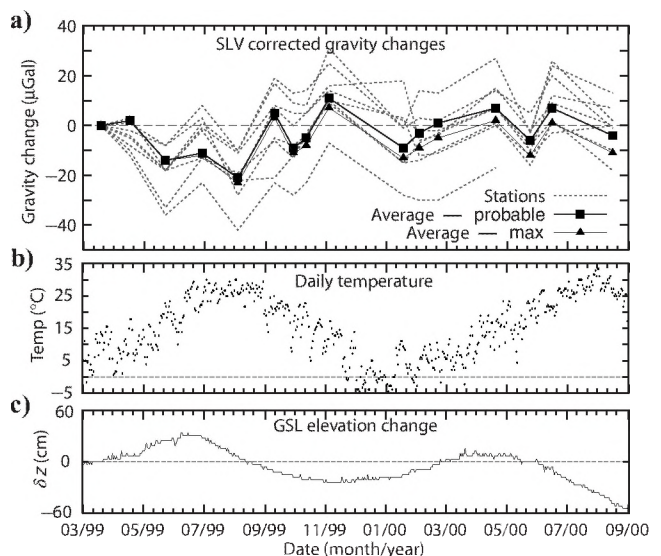 a)
SLV corrected gravity changes
Gravity change (µGal)
40
20
0
−20
−40
Stations
Average — probable
Average — max
b)
Daily temperature
Temp (°C)
35
25
15
5
−5
c)
GSL elevation change
δ z (cm)
60
0
−60
03/99 05/99 07/99 09/99 11/99 01/00 03/00 05/00 07/00 09/00
Date (month/year)